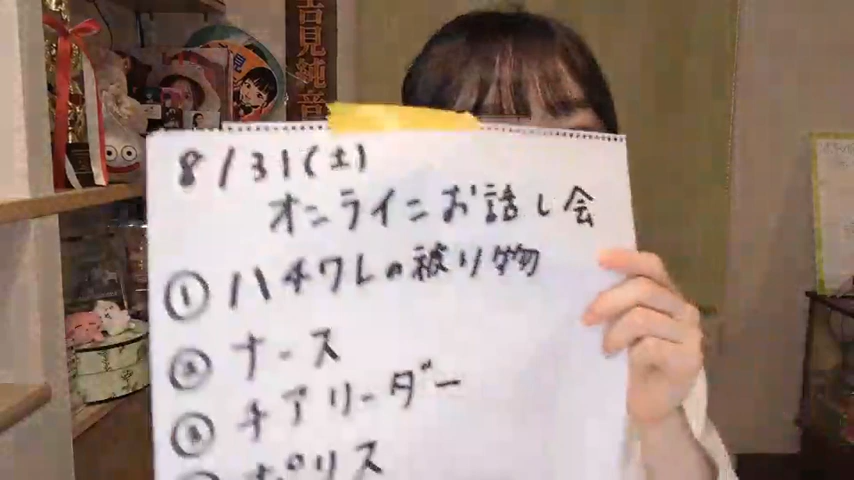 吉見純音
8/31(土)
オンラインお話し会
① ハチワレの被り物
② ナース
③ チアリーダー
ポリス